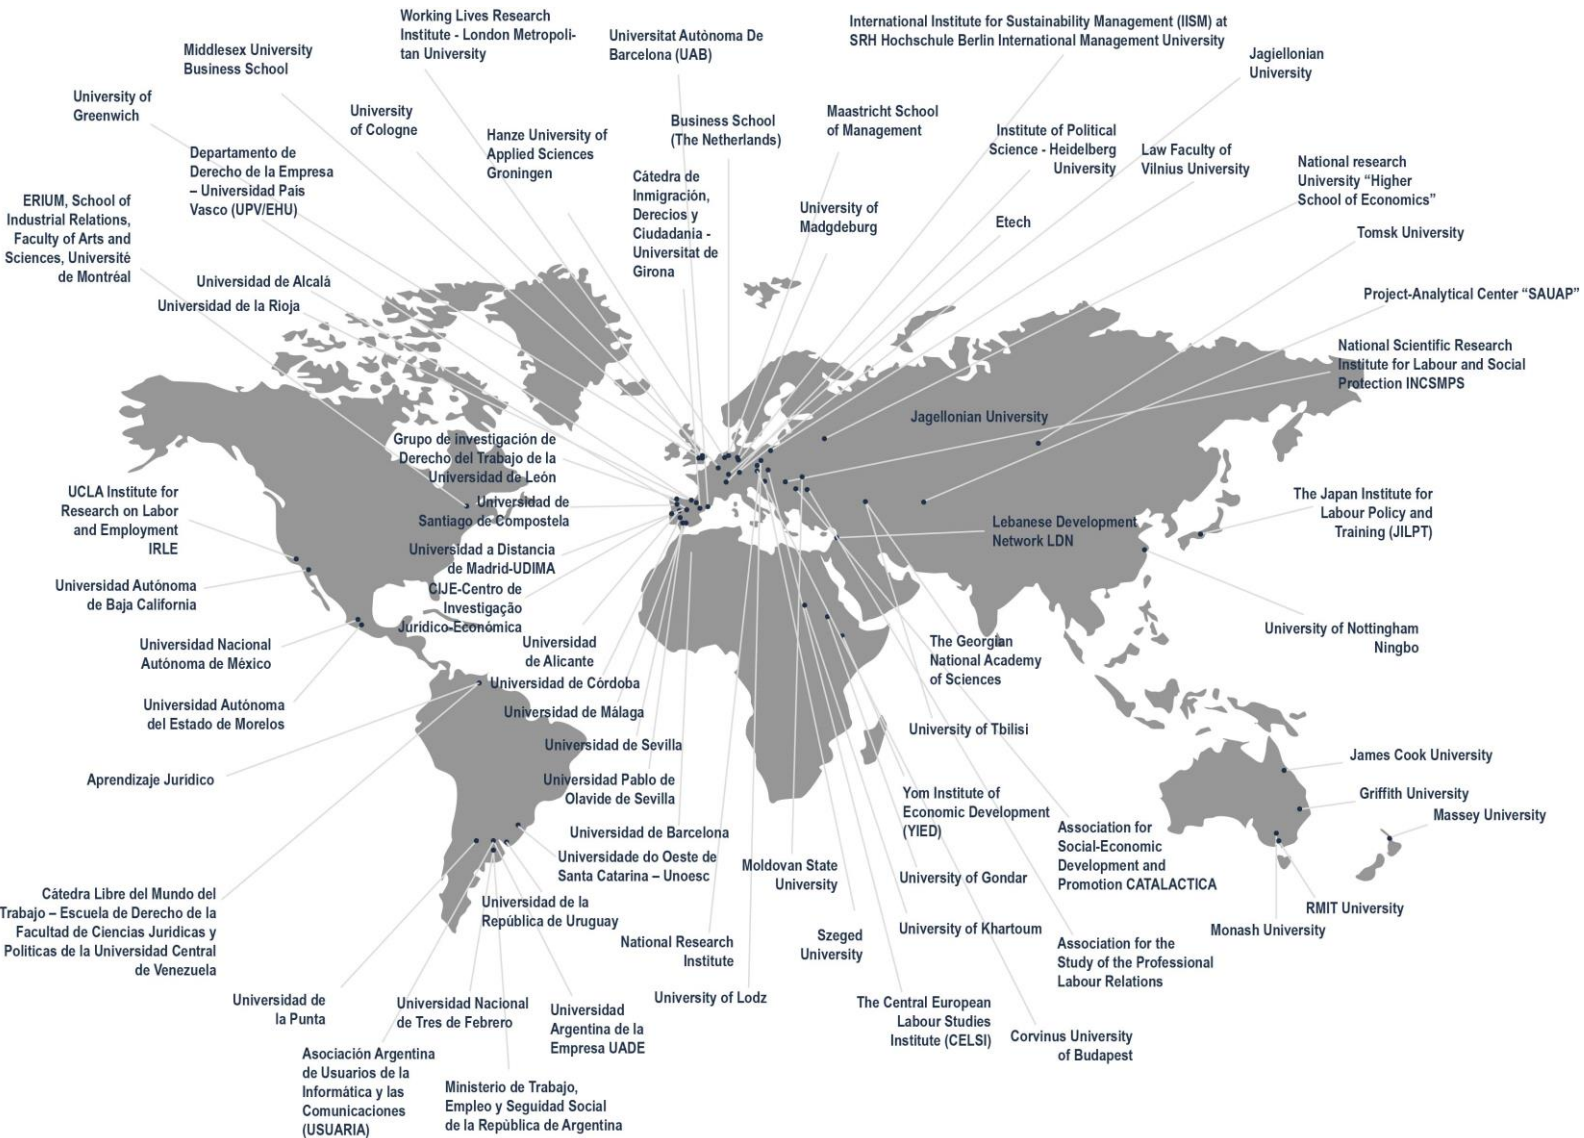 Working Lives Research
Institute - London Metropoli-
tan University
Middlesex University
Business School
Universitat Autònoma De
Barcelona (UAB)
International Institute for Sustainability Management (IISM) at
SRH Hochschule Berlin International Management University
Jagiellonian
University
University of
Greenwich
University
of Cologne
Hanze University of
Applied Sciences
Groningen
Business School
(The Netherlands)
Maastricht School
of Management
Institute of Political
Science - Heidelberg
University
Law Faculty of
Vilnius University
National research
University “Higher
School of Economics”
Departamento de
Derecho de la Empresa
– Universidad País
Vasco (UPV/EHU)
Cátedra de
Inmigración,
Derecios y
Ciudadania -
Universitat de
Girona
University of
Madgdeburg
Etech
Tomsk University
ERIUM, School of
Industrial Relations,
Faculty of Arts and
Sciences, Université
de Montréal
Universidad de Alcalá
Universidad de la Rioja
Project-Analytical Center “SAUAP”
National Scientific Research
Institute for Labour and Social
Protection INCSMPS
Jagellonian University
Grupo de investigación de
Derecho del Trabajo de la
Universidad de León
UCLA Institute for
Research on Labor
and Employment
IRLE
Universidad de
Santiago de Compostela
The Japan Institute for
Labour Policy and
Training (JILPT)
Lebanese Development
Network LDN
Universidad a Distancia
de Madrid-UDIMA
Universidad Autónoma
de Baja California
CIJE-Centro de
Investigação
Jurídico-Económica
Universidad Nacional
Autónoma de México
Universidad
de Alicante
The Georgian
National Academy
of Sciences
University of Nottingham
Ningbo
Universidad de Córdoba
Universidad Autónoma
del Estado de Morelos
Universidad de Málaga
University of Tbilisi
Universidad de Sevilla
James Cook University
Aprendizaje Jurídico
Universidad Pablo de
Olavide de Sevilla
Yom Institute of
Economic Development
(YIED)
Griffith University
Massey University
Universidad de Barcelona
Association for
Social-Economic
Development and
Promotion CATALACTICA
Universidade do Oeste de
Santa Catarina – Unoesc
Moldovan State
University
University of Gondar
Cátedra Libre del Mundo del
Trabajo – Escuela de Derecho de la
Facultad de Ciencias Jurídicas y
Políticas de la Universidad Central
de Venezuela
Universidad de la
República de Uruguay
RMIT University
Monash University
University of Khartoum
National Research
Institute
Szeged
University
Association for the
Study of the Professional
Labour Relations
University of Lodz
Universidad de
la Punta
Universidad Nacional
de Tres de Febrero
Universidad
Argentina de la
Empresa UADE
The Central European
Labour Studies
Institute (CELSI)
Corvinus University
of Budapest
Asociación Argentina
de Usuarios de la
Informática y las
Comunicaciones
(USUARIA)
Ministerio de Trabajo,
Empleo y Seguidad Social
de la Repùblica de Argentina